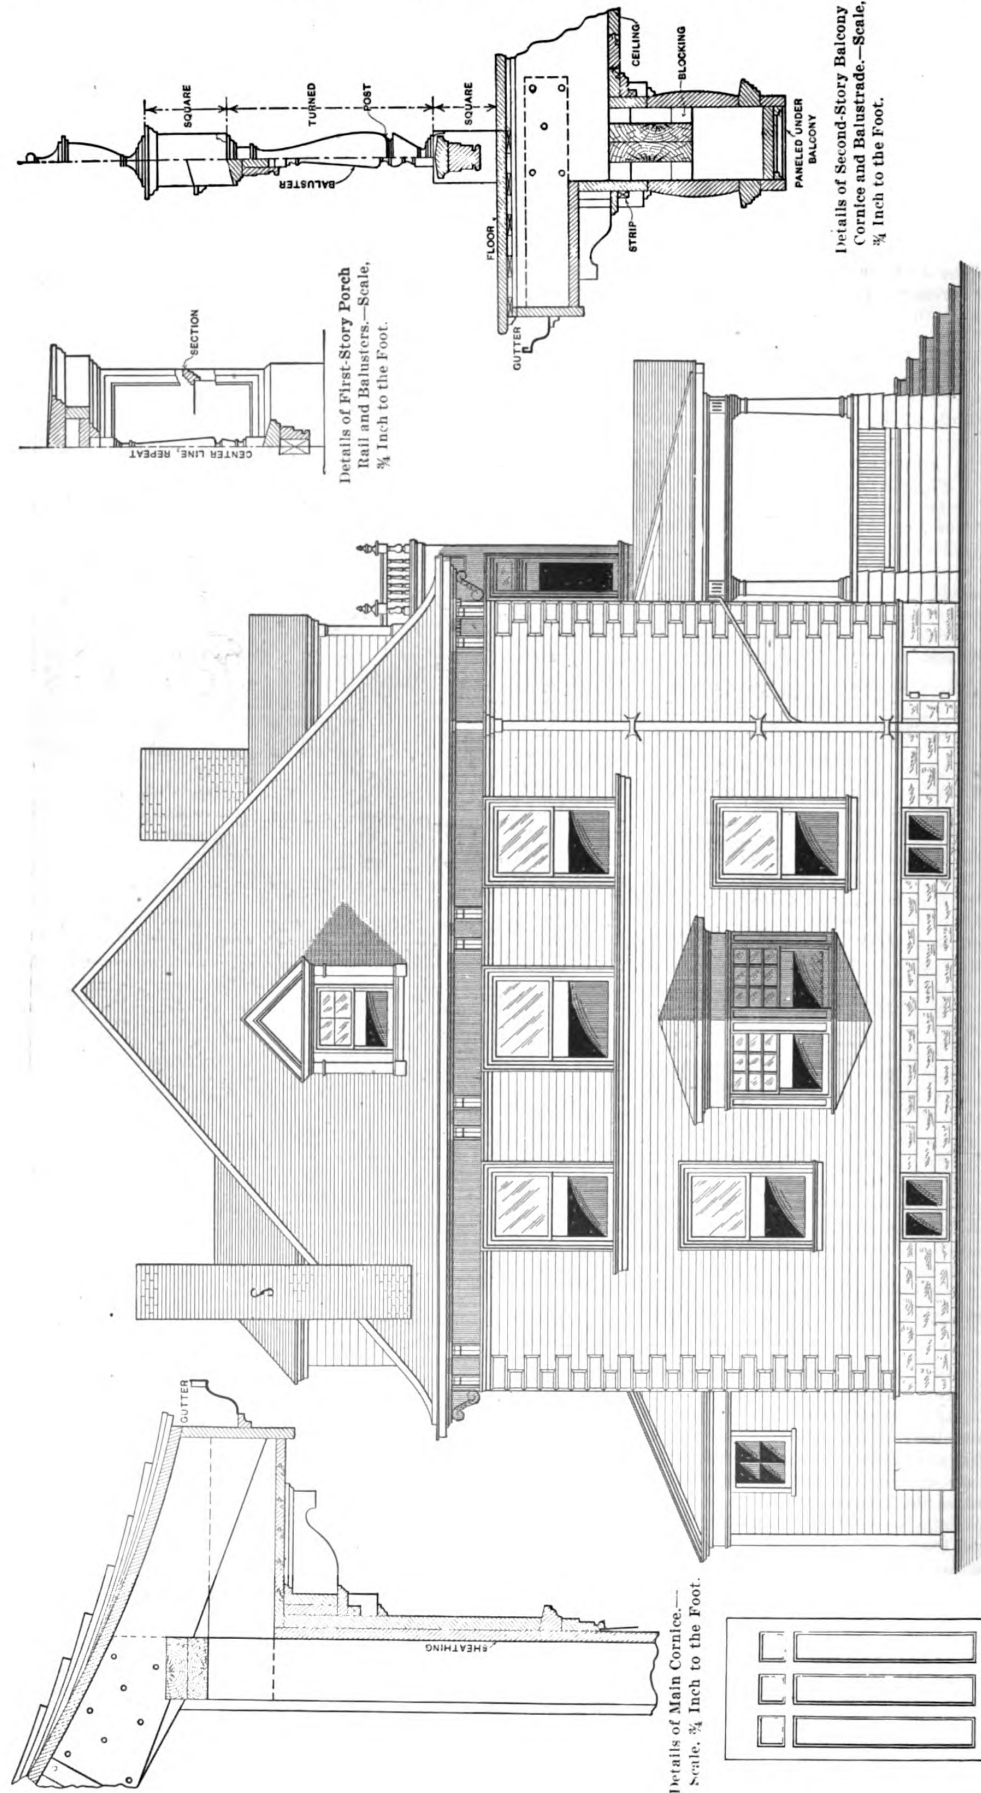 GUTTER
SHEATHING
Details of Main Cornice.—
Scale, ¾ Inch to the Foot.
CENTER LINE, REPEAT
SECTION
Details of First-Story Porch
Rail and Balusters.—Scale,
¾ Inch to the Foot.
SQUARE
TURNED
POST
SQUARE
BALUSTER
FLOOR
GUTTER
CEILING
BLOCKING
STRIP
PANELED UNDER
BALCONY
Details of Second-Story Balcony
Cornice and Balustrade.—Scale,
¾ Inch to the Foot.
S